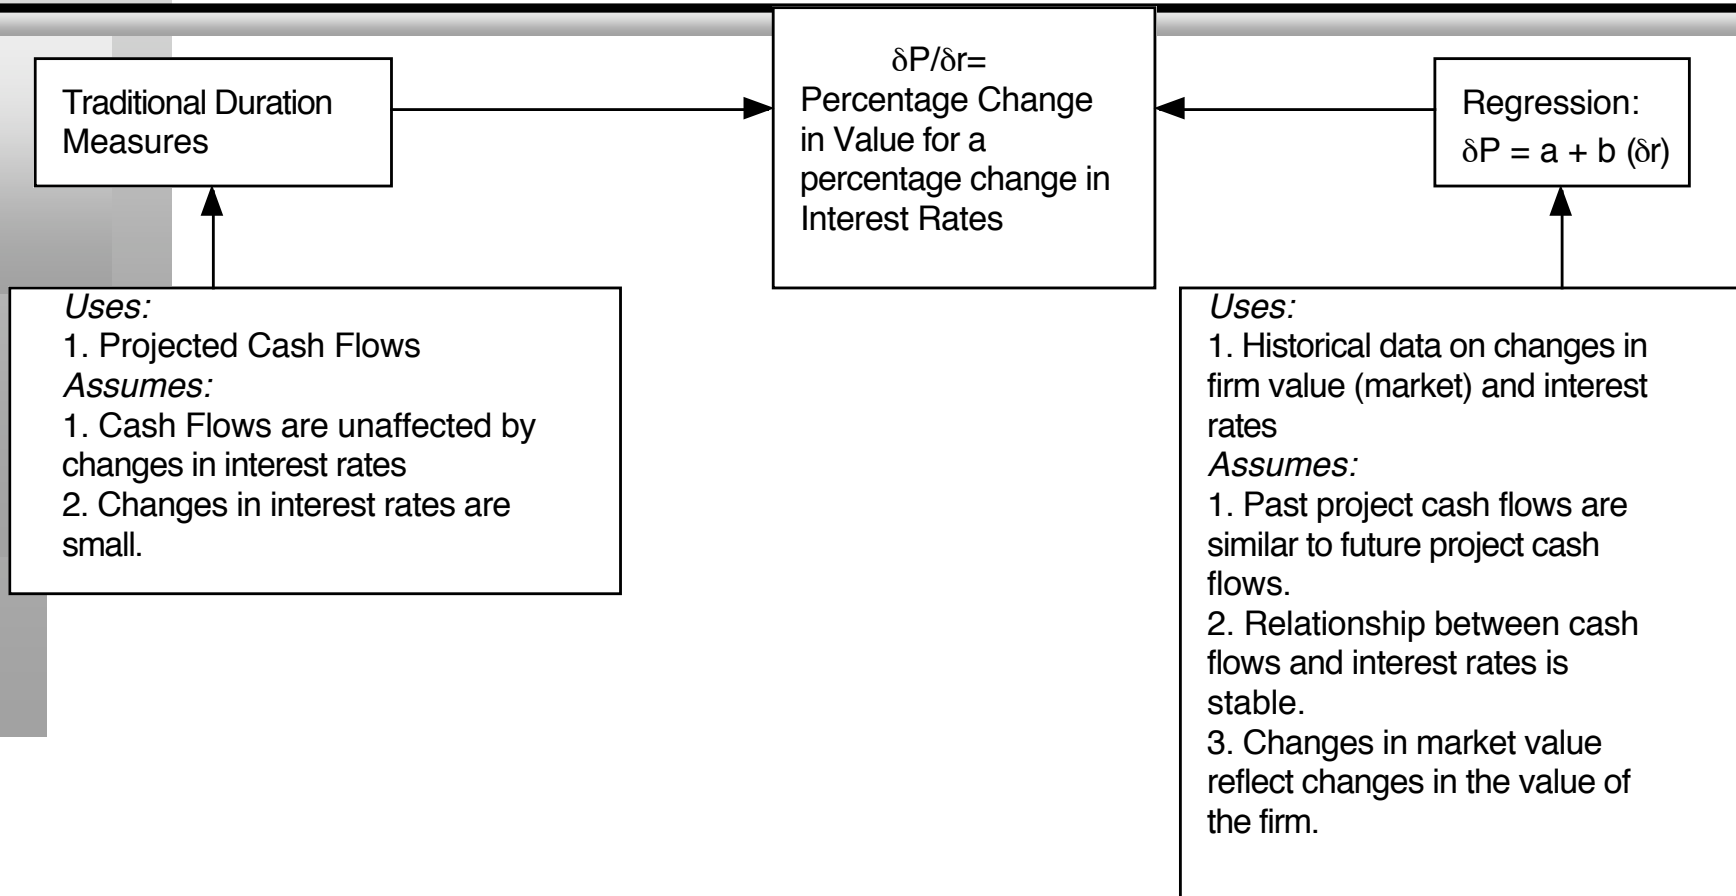 Traditional Duration
Measures
δP/δr=
Percentage Change
in Value for a
percentage change in
Interest Rates
Regression:
δP = a + b (δr)
Uses:
1. Projected Cash Flows
Assumes:
1. Cash Flows are unaffected by
changes in interest rates
2. Changes in interest rates are
small.
Uses:
1. Historical data on changes in
firm value (market) and interest
rates
Assumes:
1. Past project cash flows are
similar to future project cash
flows.
2. Relationship between cash
flows and interest rates is
stable.
3. Changes in market value
reflect changes in the value of
the firm.